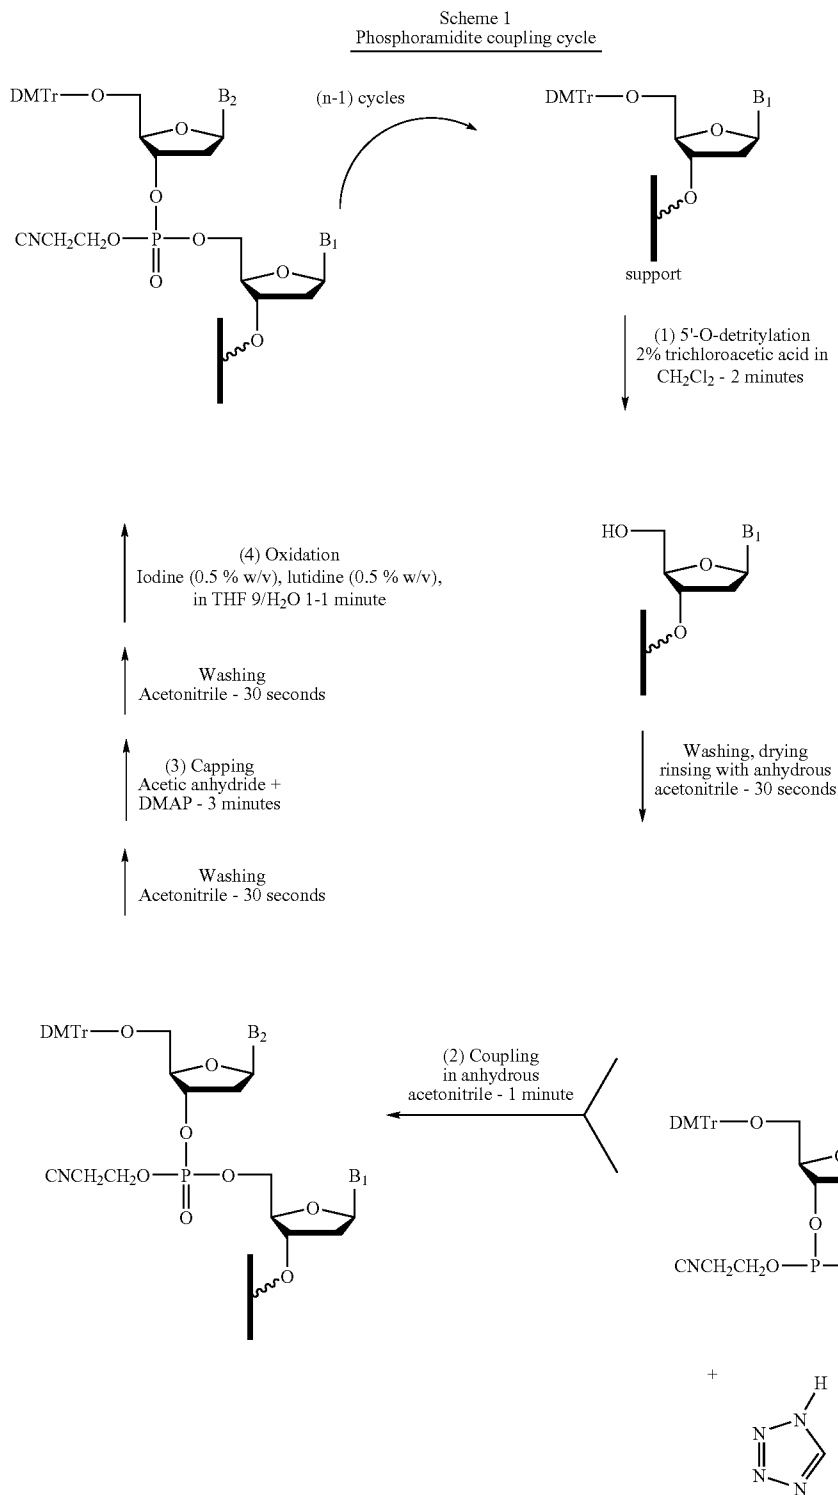 Scheme 1
Phosphoramidite coupling cycle
DMTr—O
B2
O
(n-1) cycles
DMTr—O
B1
O
O
support
O
CNCH2CH2O—P—O
O
B1
O
O
(1) 5'-O-detritylation
2% trichloroacetic acid in
CH2Cl2 - 2 minutes
(4) Oxidation
Iodine (0.5 % w/v), lutidine (0.5 % w/v),
in THF 9/H2O 1-1 minute
HO
B1
O
O
Washing
Acetonitrile - 30 seconds
(3) Capping
Acetic anhydride +
DMAP - 3 minutes
Washing, drying
rinsing with anhydrous
acetonitrile - 30 seconds
Washing
Acetonitrile - 30 seconds
DMTr—O
B2
O
O
CNCH2CH2O—P—O
O
B1
O
O
(2) Coupling
in anhydrous
acetonitrile - 1 minute
DMTr—O
O
O
CNCH2CH2O—P
+
H
N
N
N
N